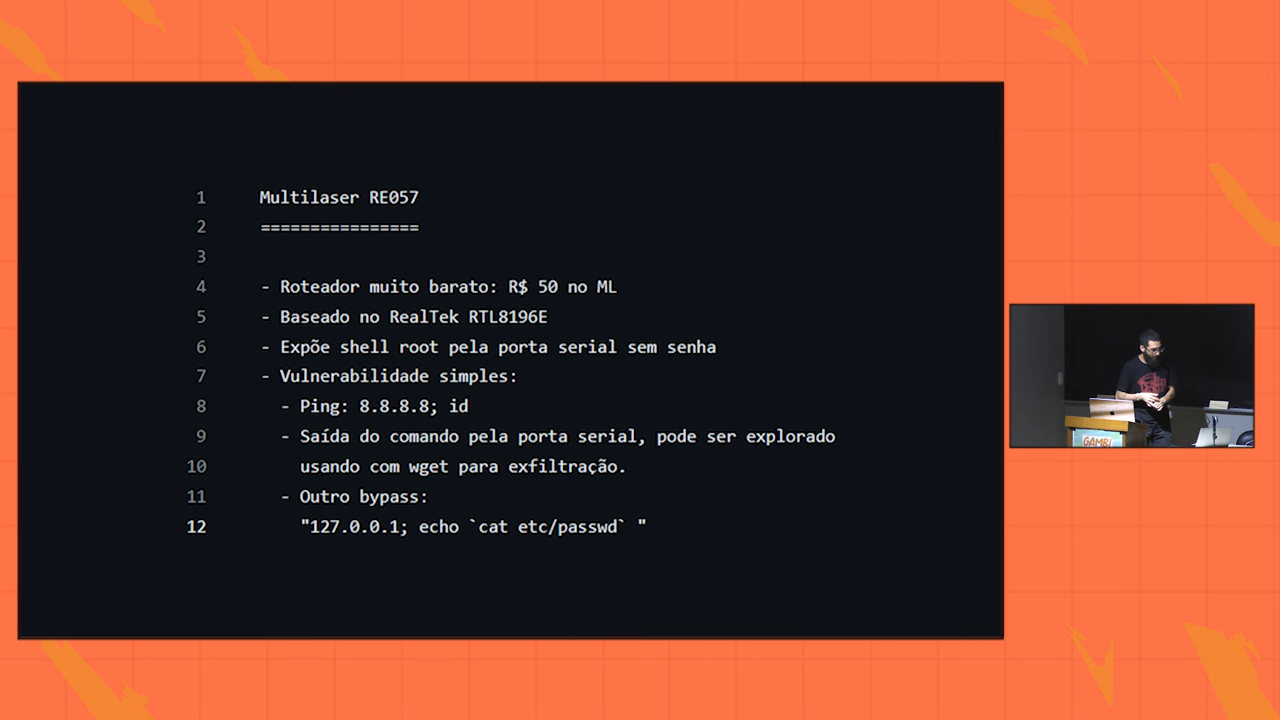 1 Multilaser RE057
2 ================
3
4 - Roteador muito barato: R$ 50 no ML
5 - Baseado no RealTek RTL8196E
6 - Expõe shell root pela porta serial sem senha
7 - Vulnerabilidade simples:
8 - Ping: 8.8.8.8; id
9 - Saída do comando pela porta serial, pode ser explorado
10 usando com wget para exfiltração.
11 - Outro bypass:
12 "127.0.0.1; echo `cat etc/passwd` "
GAMBI